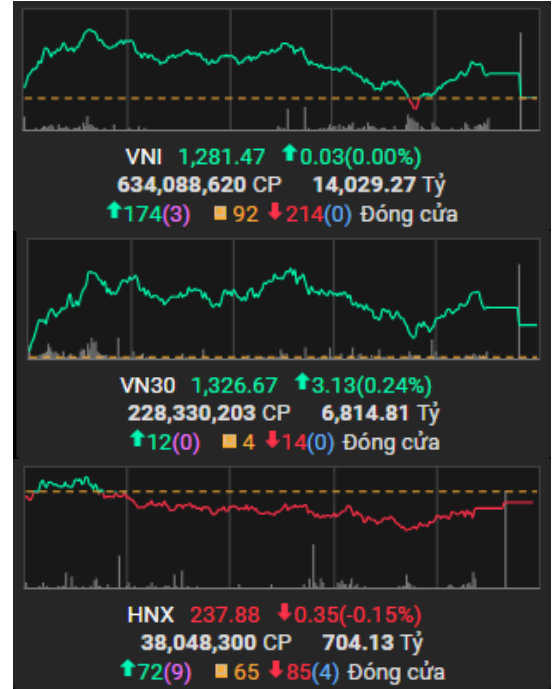 VNI 1,281.47 ⬆0.03(0.00%)
634,088,620 CP 14,029.27 Tỷ
⬆174(3) ■ 92 ⬇214(0) Đóng cửa
VN30 1,326.67 ⬆3.13(0.24%)
228,330,203 CP 6,814.81 Tỷ
⬆12(0) ■ 4 ⬇14(0) Đóng cửa
HNX 237.88 ⬇0.35(-0.15%)
38,048,300 CP 704.13 Tỷ
⬆72(9) ■ 65 ⬇85(4) Đóng cửa